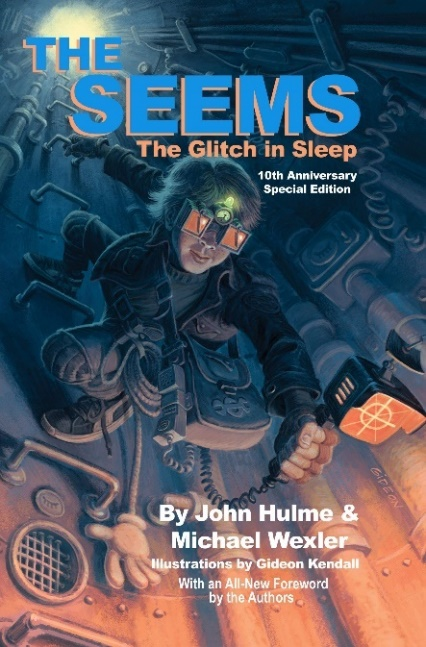 THE
SEEMS
The Glitch in Sleep
10th Anniversary
Special Edition
By John Hulme &
Michael Wexler
Illustrations by Gideon Kendall
With an All-New Foreword
by the Authors
GIDEON